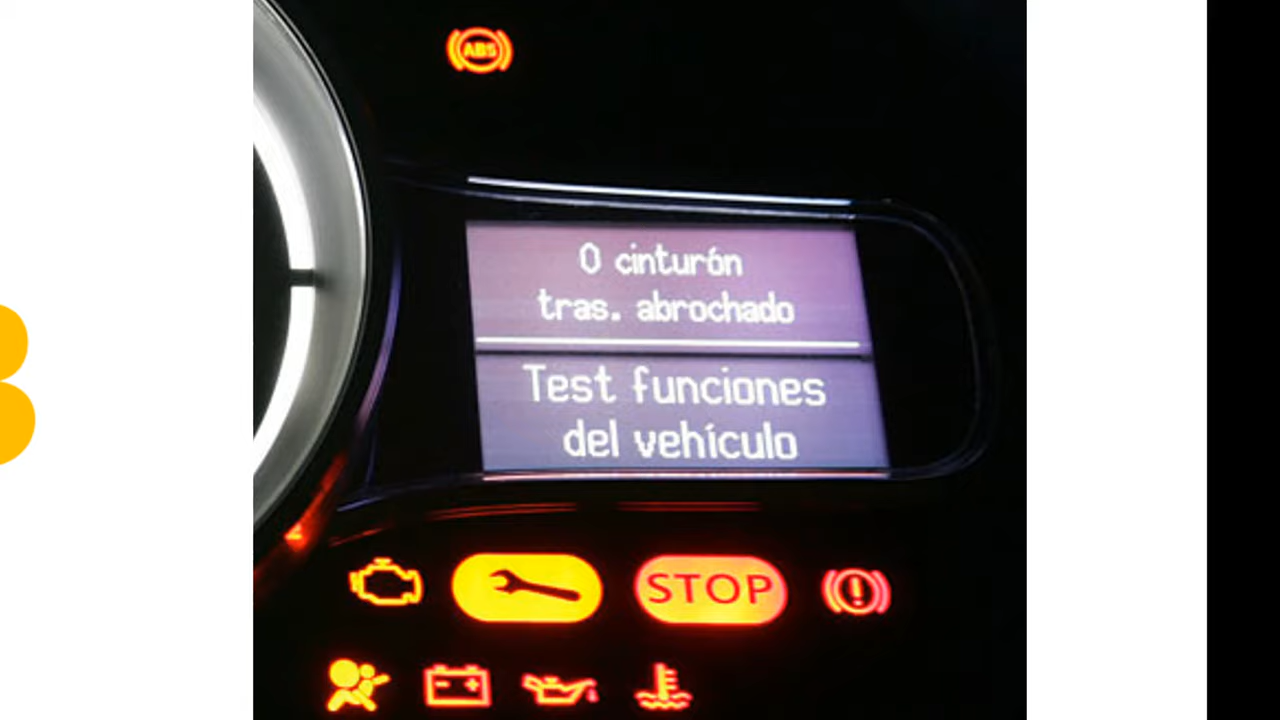 ABS
0 cinturón
tras. abrochado
Test funciones
del vehículo
STOP